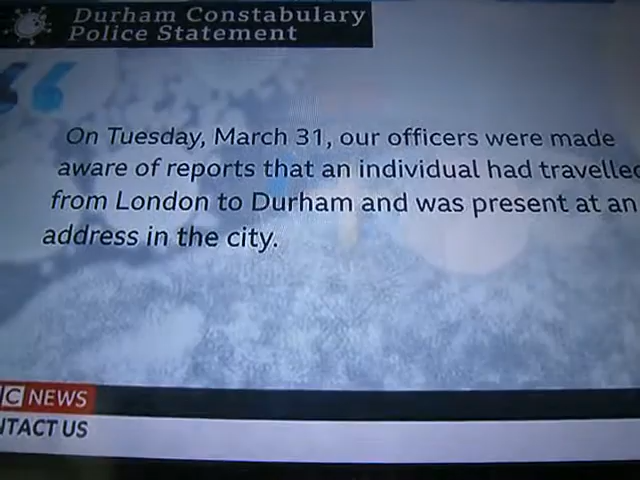 Durham Constabulary
Police Statement
On Tuesday, March 31, our officers were made
aware of reports that an individual had travelled
from London to Durham and was present at an
address in the city.
C NEWS
NTACT US